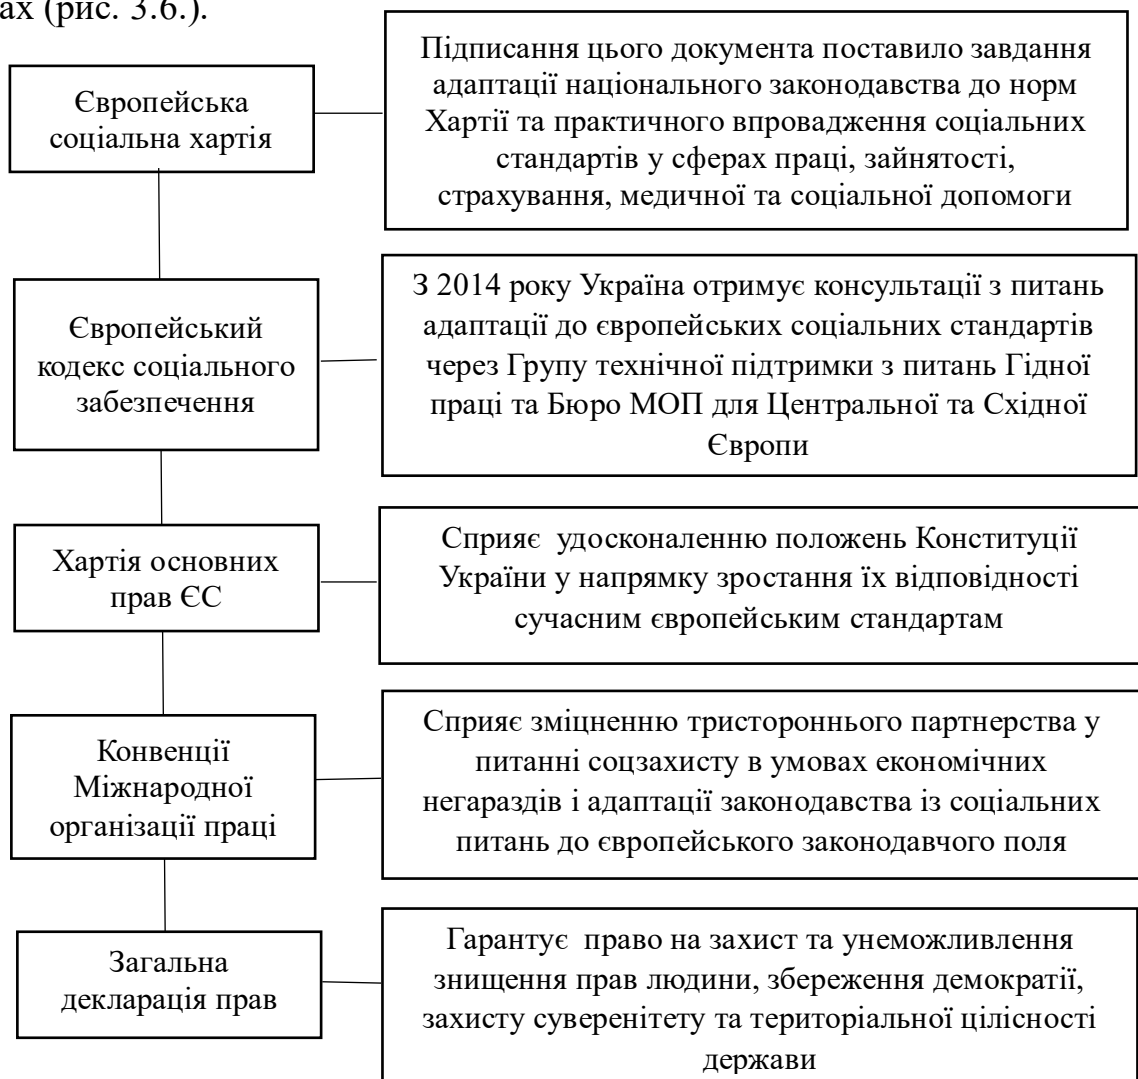 ах (рис. 3.6.).
Європейська
соціальна хартія
Підписання цього документа поставило завдання
адаптації національного законодавства до норм
Хартії та практичного впровадження соціальних
стандартів у сферах праці, зайнятості,
страхування, медичної та соціальної допомоги
Європейський
кодекс соціального
забезпечення
З 2014 року Україна отримує консультації з питань
адаптації до європейських соціальних стандартів
через Групу технічної підтримки з питань Гідної
праці та Бюро МОП для Центральної та Східної
Європи
Хартія основних
прав ЄС
Сприяє удосконаленню положень Конституції
України у напрямку зростання їх відповідності
сучасним європейським стандартам
Конвенції
Міжнародної
організації праці
Сприяє зміцненню тристороннього партнерства у
питанні соцзахисту в умовах економічних
негараздів і адаптації законодавства із соціальних
питань до європейського законодавчого поля
Загальна
декларація прав
Гарантує право на захист та унеможливлення
знищення прав людини, збереження демократії,
захисту суверенітету та територіальної цілісності
держави